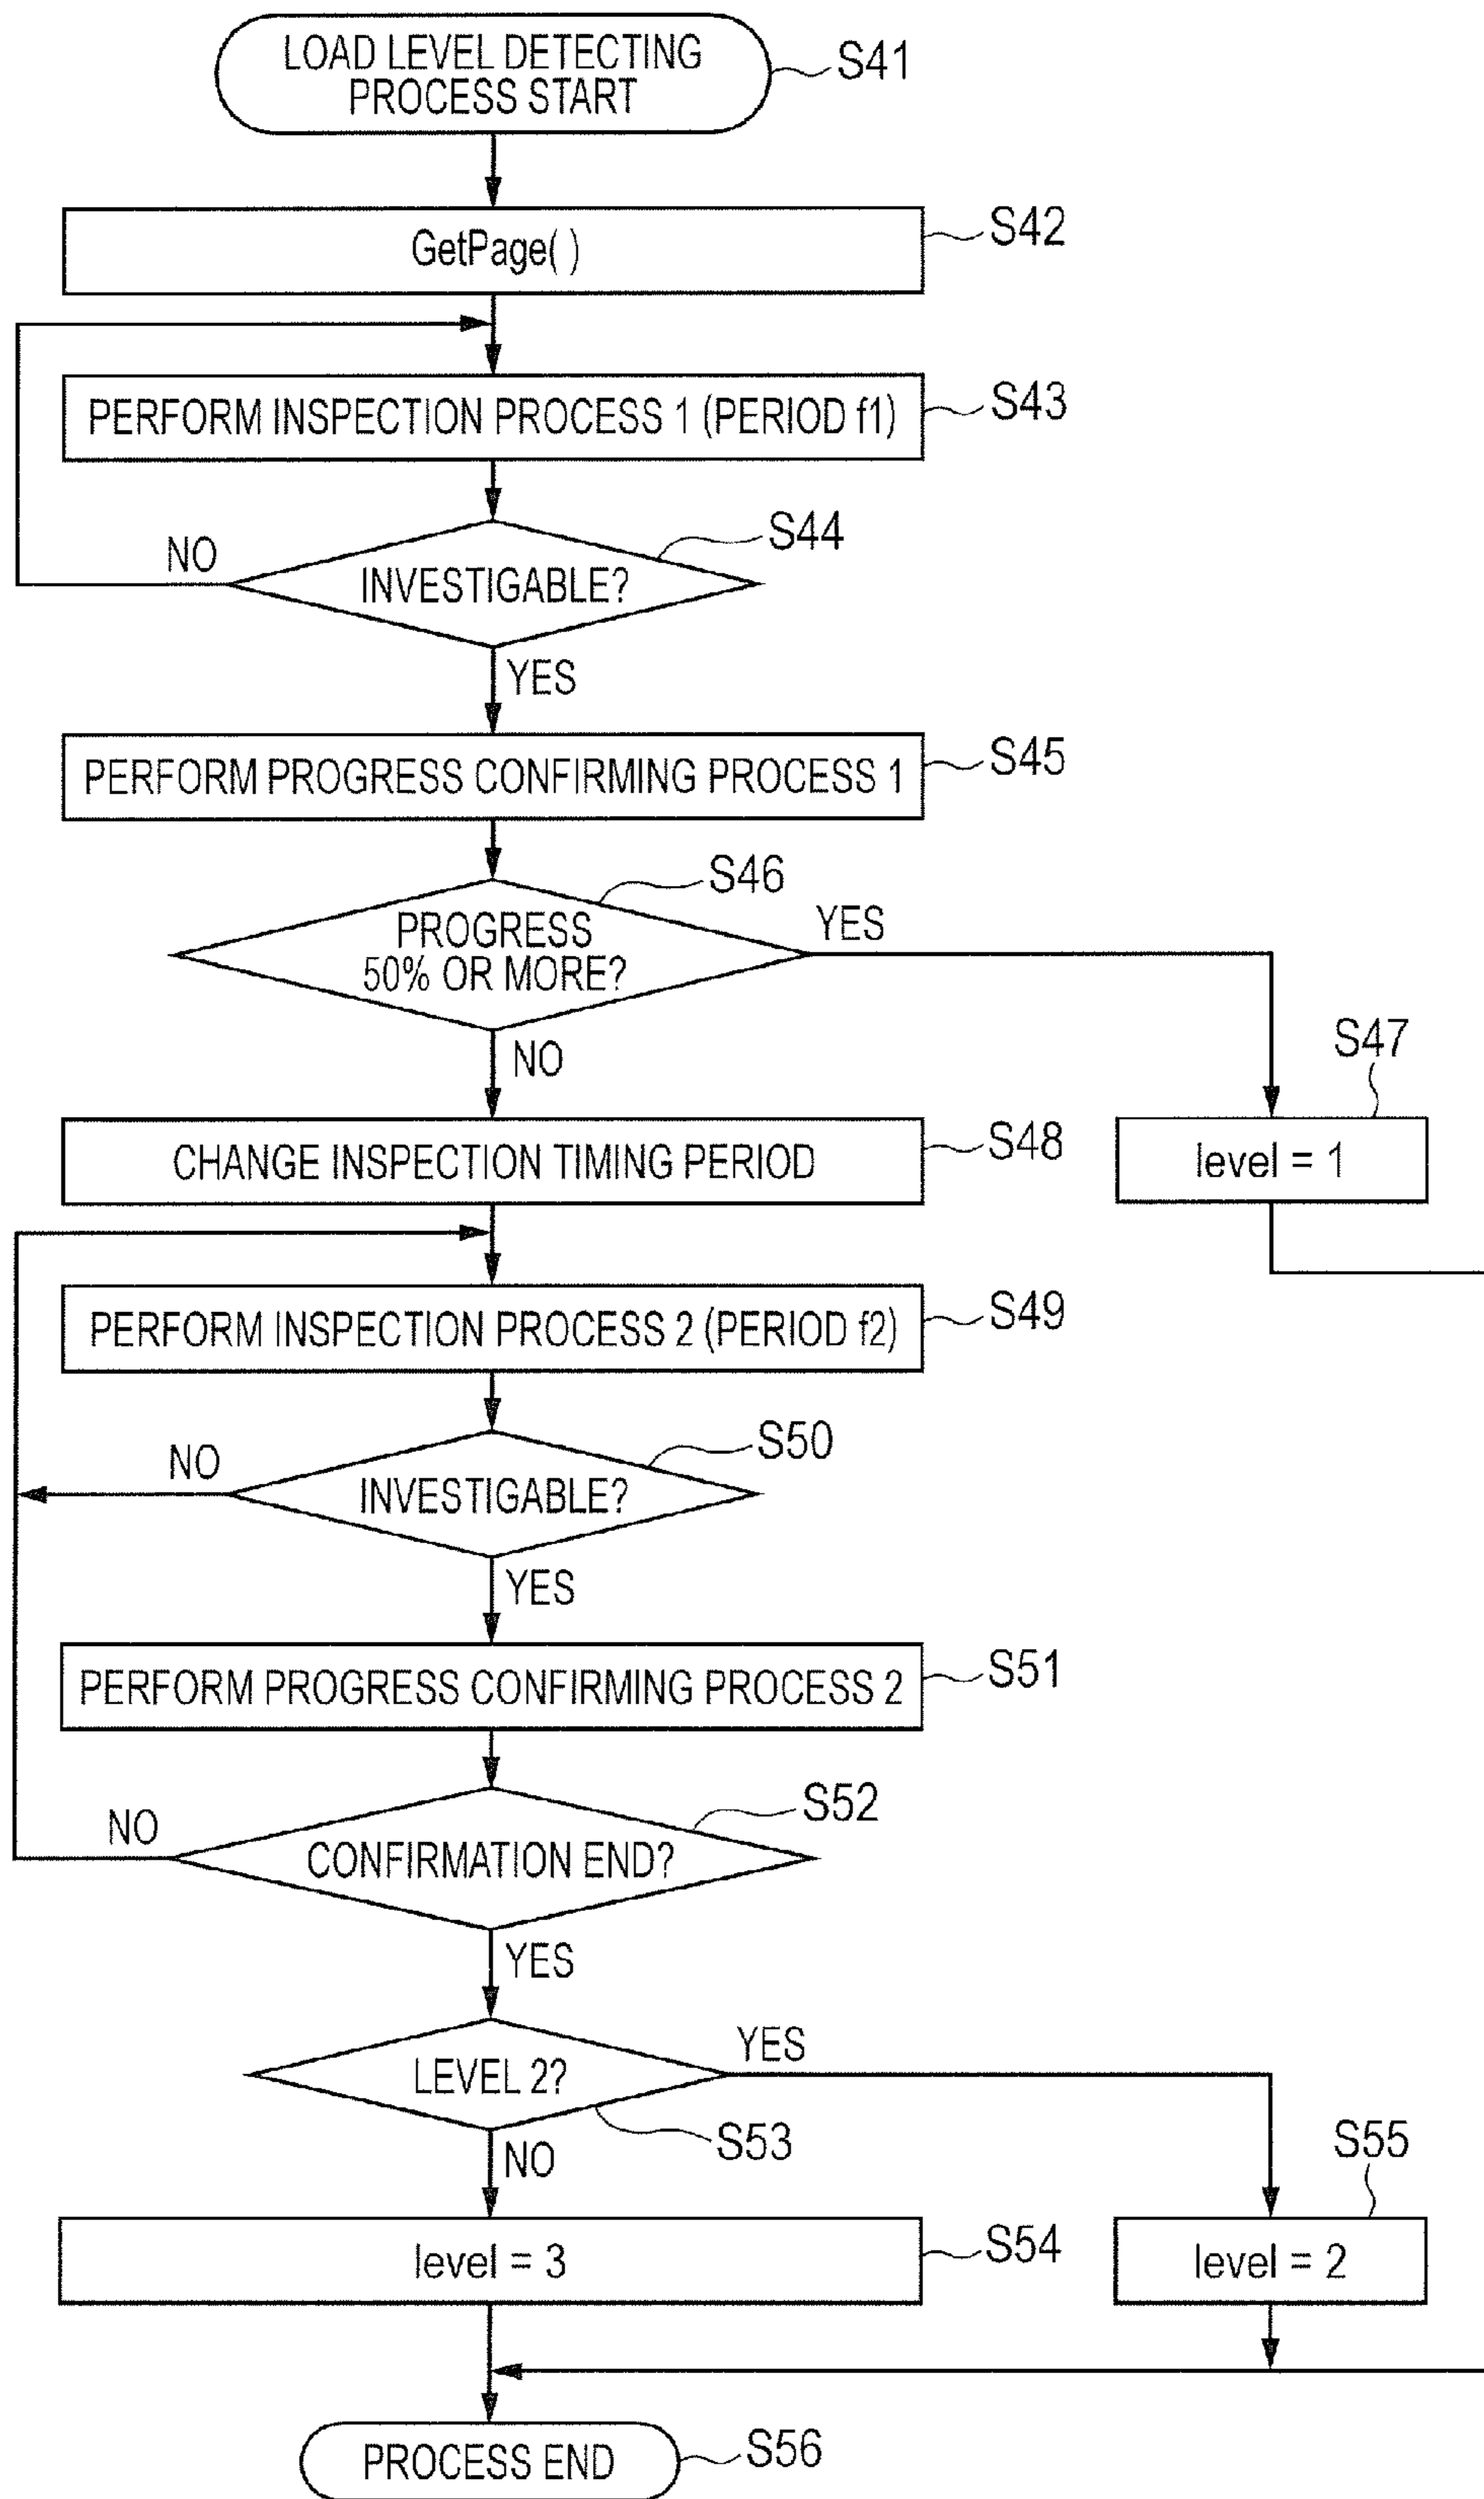 LOAD LEVEL DETECTING
PROCESS START
S41
GetPage( )
S42
PERFORM INSPECTION PROCESS 1 (PERIOD f1)
S43
S44
NO
INVESTIGABLE?
YES
PERFORM PROGRESS CONFIRMING PROCESS 1
S45
S46
PROGRESS
50% OR MORE?
YES
NO
S47
level = 1
CHANGE INSPECTION TIMING PERIOD
S48
PERFORM INSPECTION PROCESS 2 (PERIOD f2)
S49
S50
NO
INVESTIGABLE?
YES
PERFORM PROGRESS CONFIRMING PROCESS 2
S51
S52
NO
CONFIRMATION END?
YES
LEVEL 2?
YES
S53
NO
S55
level = 3
S54
level = 2
PROCESS END
S56